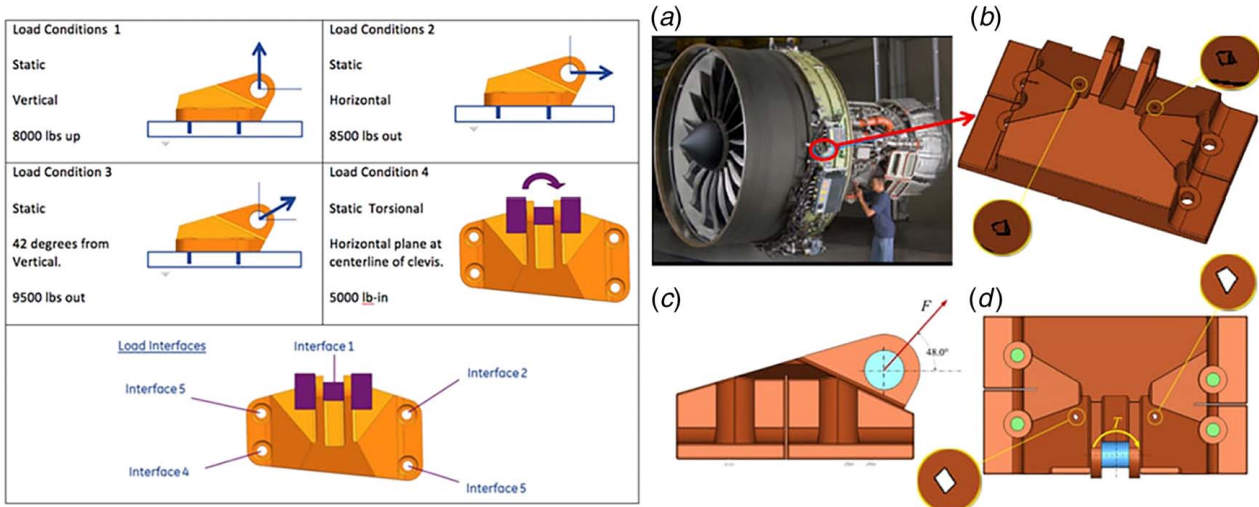 Load Conditions 1
Static
Vertical
8000 lbs up
Load Conditions 2
Static
Horizontal
8500 lbs out
Load Condition 3
Static
42 degrees from
Vertical.
9500 lbs out
Load Condition 4
Static Torsional
Horizontal plane at
centerline of clevis.
5000 lb-in
Load Interfaces
Interface 1
Interface 5
Interface 2
Interface 4
Interface 5
(a)
(b)
(c)
F
48.0°
(d)
T